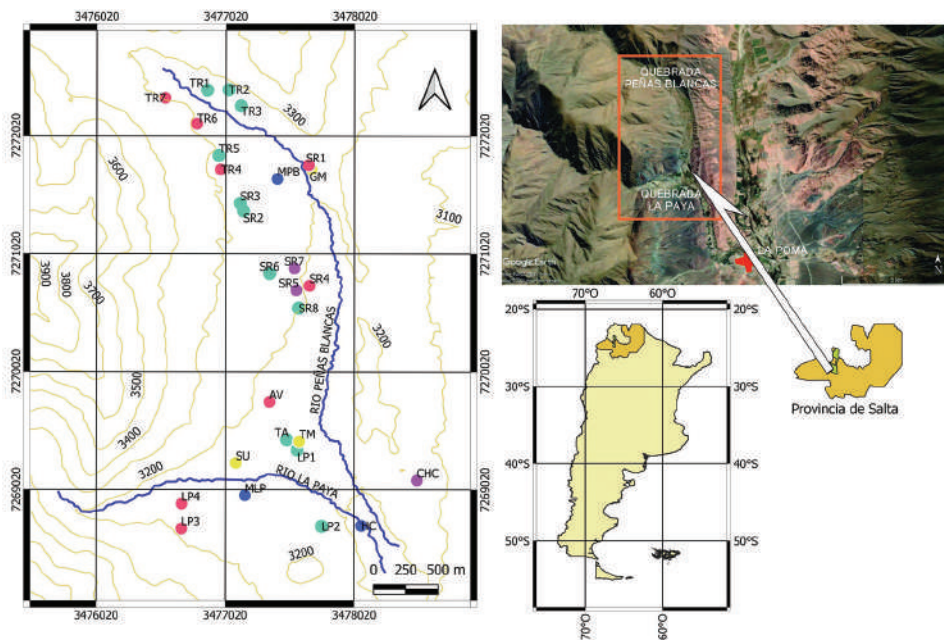 3476020 3477020 3478020
TR1
TR2
TR7
TR3
3300
TR6
7272020
7272020
TR5
3600
SR1
TR4
MPB
GM
SR3
3100
SR2
7271020
7271020
SR7
SR6
3900
3800
SR4
3700
SR5
SR8
3200
RIO PEÑAS BLANCAS
7270020
7270020
3500
AV
3400
TA
TM
SU
LP1
3200
RIO LA PAYA
CHC
7269020
7269020
MLP
LP4
LP3
LP2
HC
3200
0 250 500 m
3476020 3477020 3478020
QUEBRADA
PEÑAS BLANCAS
QUEBRADA
LA PAYA
LA POMA
Google Earth
70°O 60°O
20°S
20°S
30°S
30°S
40°S
40°S
50°S
50°S
70°O 60°O
Provincia de Salta